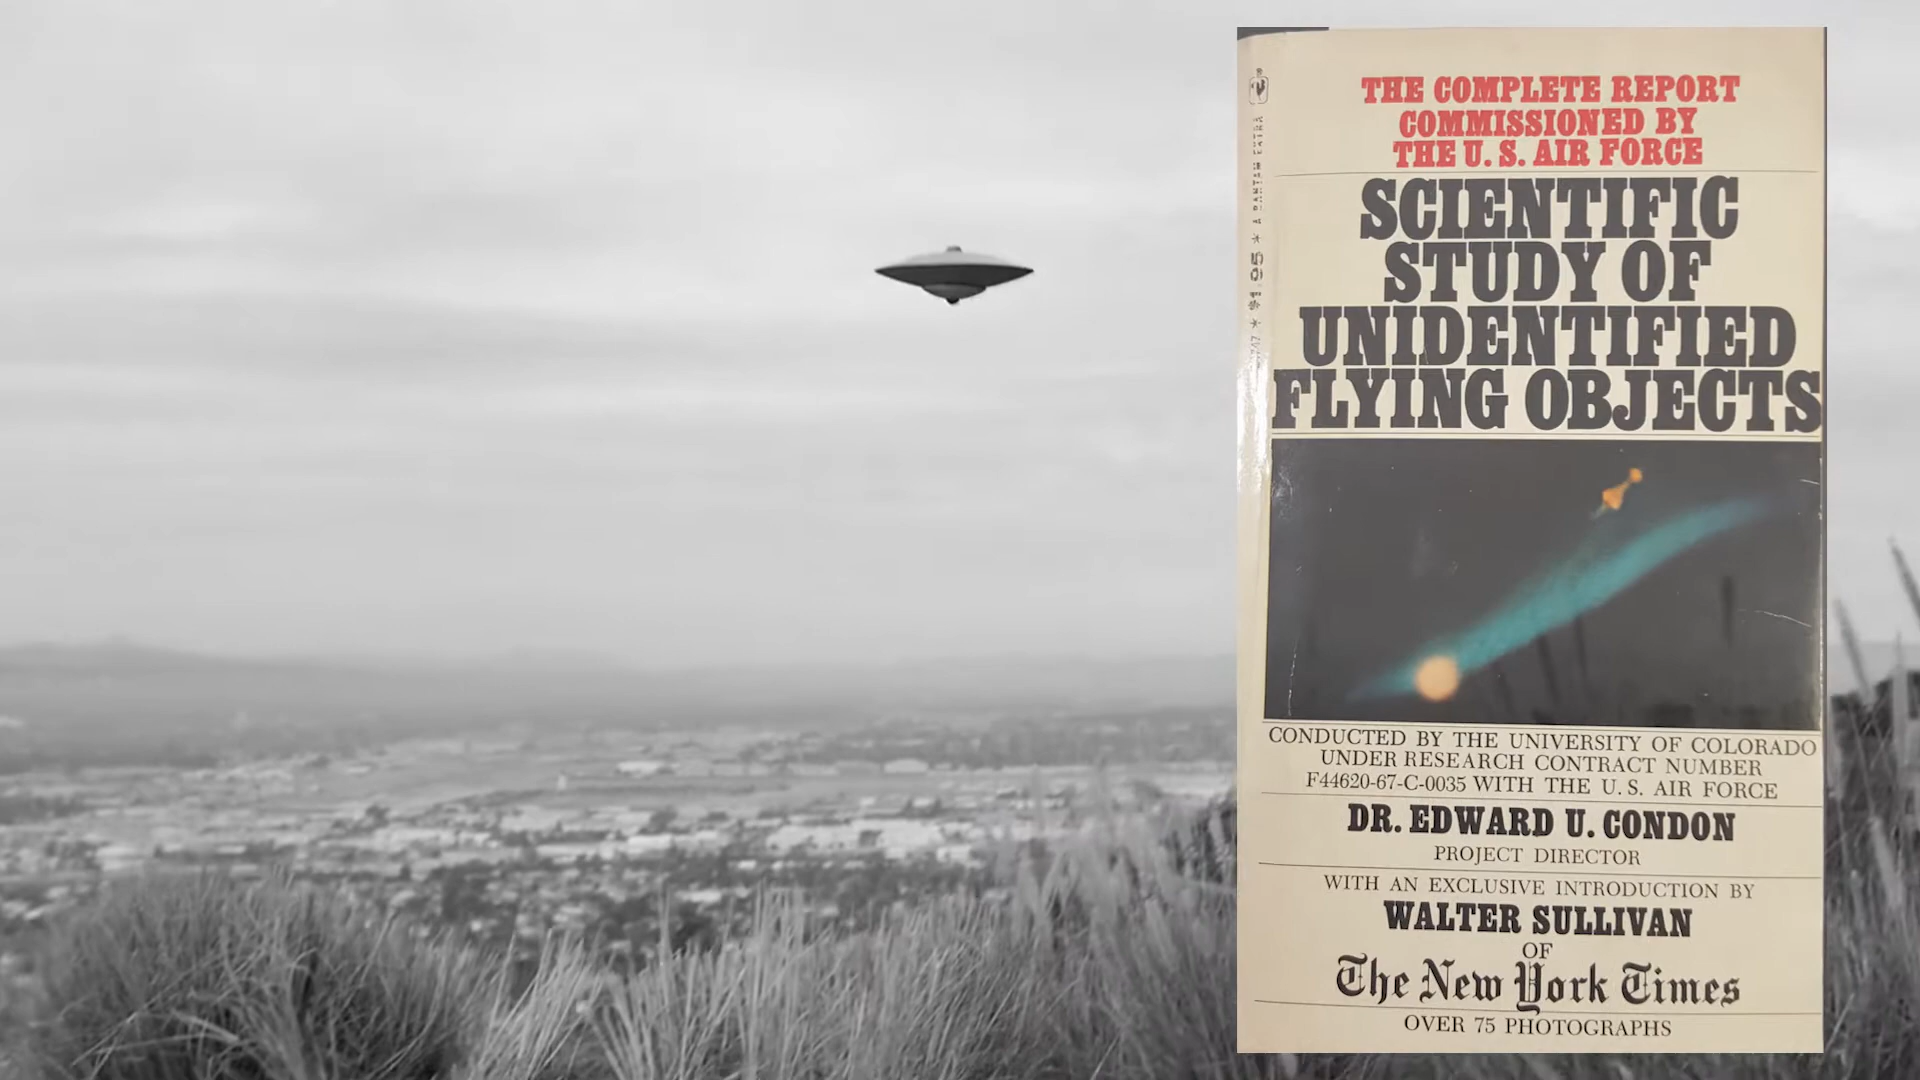 THE COMPLETE REPORT
COMMISSIONED BY
THE U. S. AIR FORCE
SCIENTIFIC
STUDY OF
UNIDENTIFIED
FLYING OBJECTS
CONDUCTED BY THE UNIVERSITY OF COLORADO
UNDER RESEARCH CONTRACT NUMBER
F44620-67-C-0035 WITH THE U. S. AIR FORCE
DR. EDWARD U. CONDON
PROJECT DIRECTOR
WITH AN EXCLUSIVE INTRODUCTION BY
WALTER SULLIVAN
OF
The New York Times
OVER 75 PHOTOGRAPHS
A BANTAM EXTRA